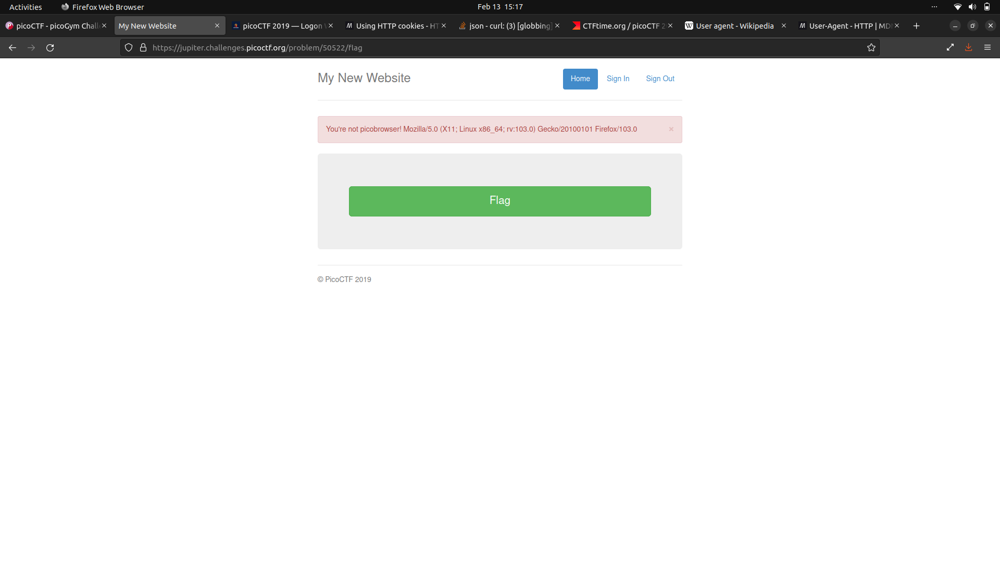 Activities Firefox Web Browser Feb 13 15:17
picoCTF - picoGym Chall My New Website picoCTF 2019 — Logon Using HTTP cookies - HT json - curl: (3) [globbing] CTFtime.org / picoCTF 2 User agent - Wikipedia User-Agent - HTTP | MD
https://jupiter.challenges.picoctf.org/problem/50522/flag
My New Website Home Sign In Sign Out
You're not picobrowser! Mozilla/5.0 (X11; Linux x86_64; rv:103.0) Gecko/20100101 Firefox/103.0 ×
Flag
© PicoCTF 2019